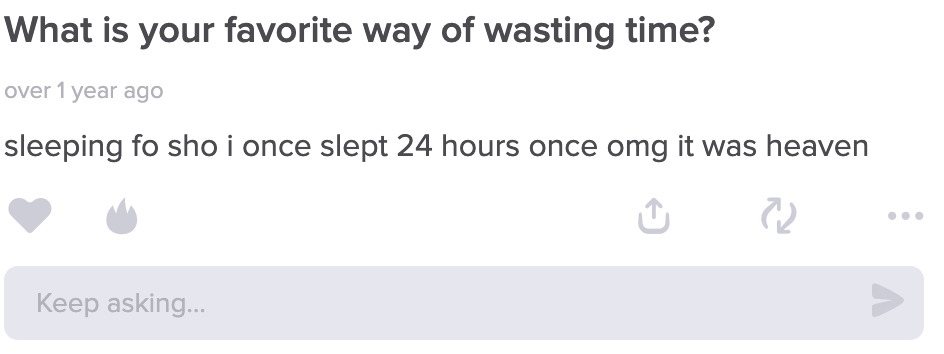 What is your favorite way of wasting time?
over 1 year ago
sleeping fo sho i once slept 24 hours once omg it was heaven
Keep asking...